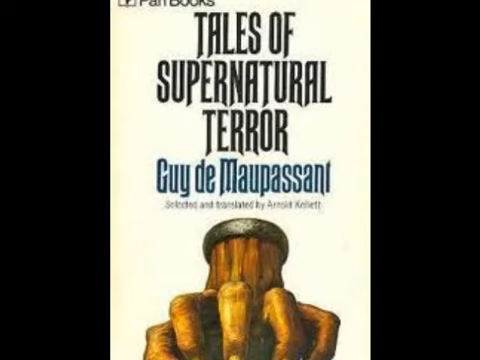 Pan Books
TALES OF
SUPERNATURAL
TERROR
Guy de Maupassant
Selected and translated by Arnold Kellett